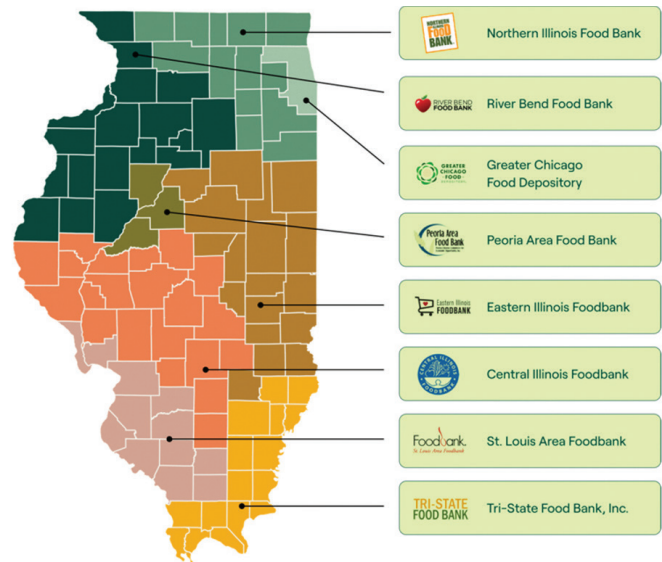 NORTHERN
ILLINOIS
FOOD
BANK
Northern Illinois Food Bank
RIVER BEND
FOOD BANK
River Bend Food Bank
GREATER
CHICAGO
FOOD
Greater Chicago
Food Depository
Peoria Area
Food Bank
Peoria Area Food Bank
Eastern Illinois
FOODBANK
Eastern Illinois Foodbank
CENTRAL ILLINOIS
FOODBANK
Central Illinois Foodbank
Foodbank
St. Louis Area Foodbank
St. Louis Area Foodbank
TRI-STATE
FOOD BANK
Tri-State Food Bank, Inc.